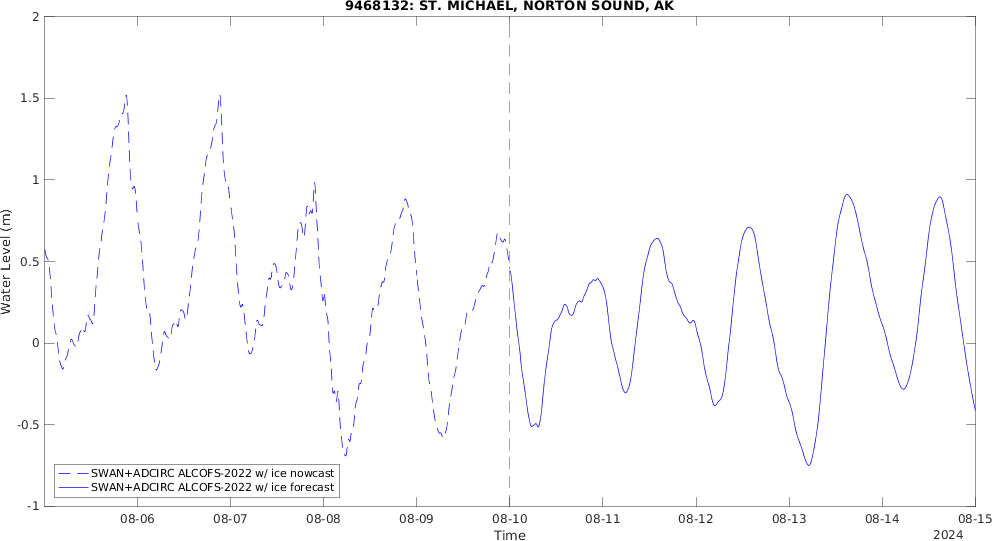 9468132: ST. MICHAEL, NORTON SOUND, AK
2
1.5
1
0.5
0
-0.5
-1
Water Level (m)
SWAN+ADCIRC ALCOFS-2022 w/ ice nowcast
SWAN+ADCIRC ALCOFS-2022 w/ ice forecast
08-06 08-07 08-08 08-09 08-10 08-11 08-12 08-13 08-14 08-15
Time
2024